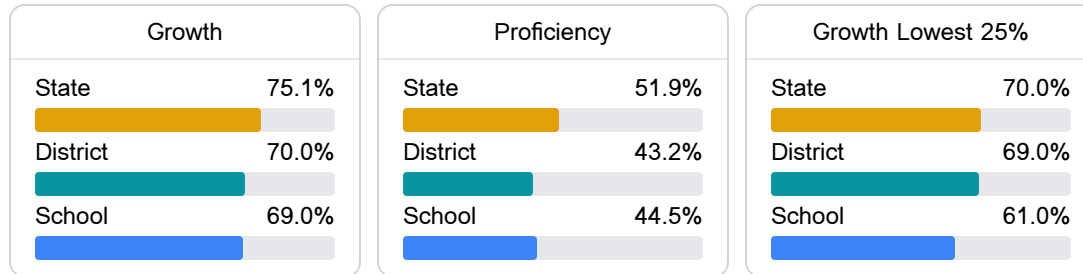 Growth
State 75.1%
District 70.0%
School 69.0%
Proficiency
State 51.9%
District 43.2%
School 44.5%
Growth Lowest 25%
State 70.0%
District 69.0%
School 61.0%